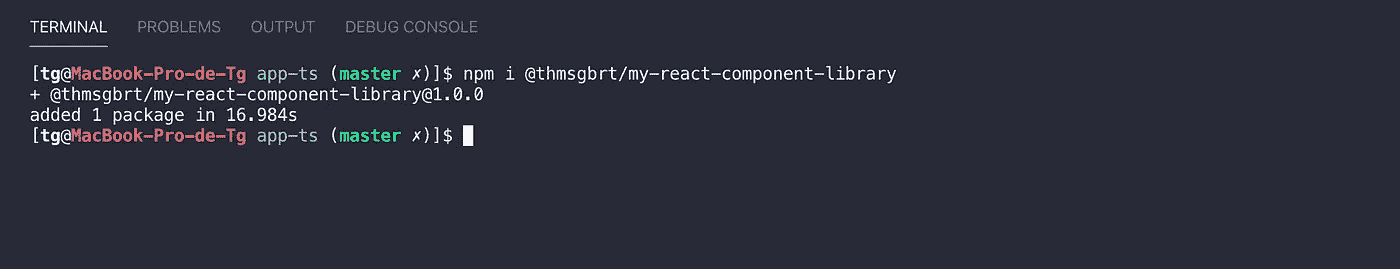 TERMINAL PROBLEMS OUTPUT DEBUG CONSOLE
[tg@MacBook-Pro-de-Tg app-ts (master ✗)]$ npm i @thmsgbrt/my-react-component-library
+ @thmsgbrt/my-react-component-library@1.0.0
added 1 package in 16.984s
[tg@MacBook-Pro-de-Tg app-ts (master ✗)]$